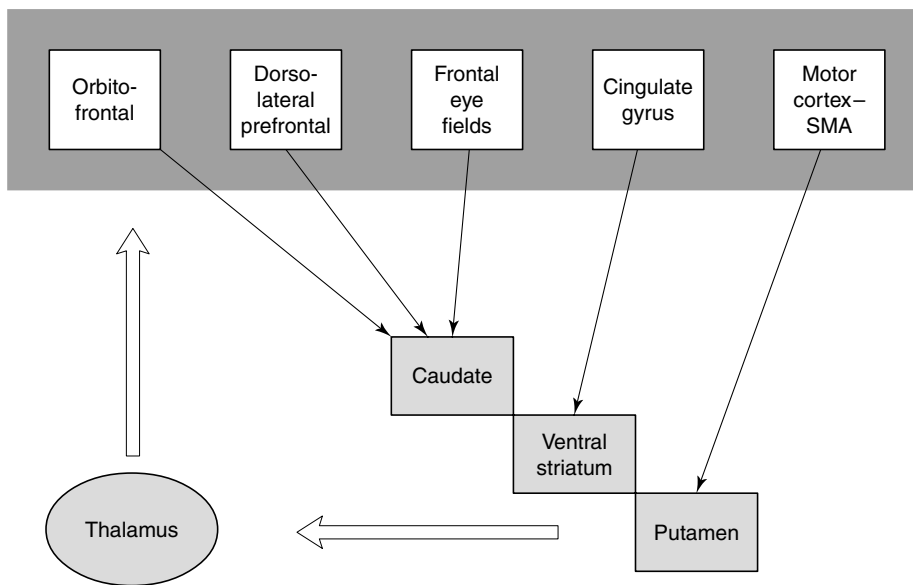 Orbito-
frontal
Dorso-
lateral
prefrontal
Frontal
eye
fields
Cingulate
gyrus
Motor
cortex–
SMA
Caudate
Ventral
striatum
Thalamus
Putamen